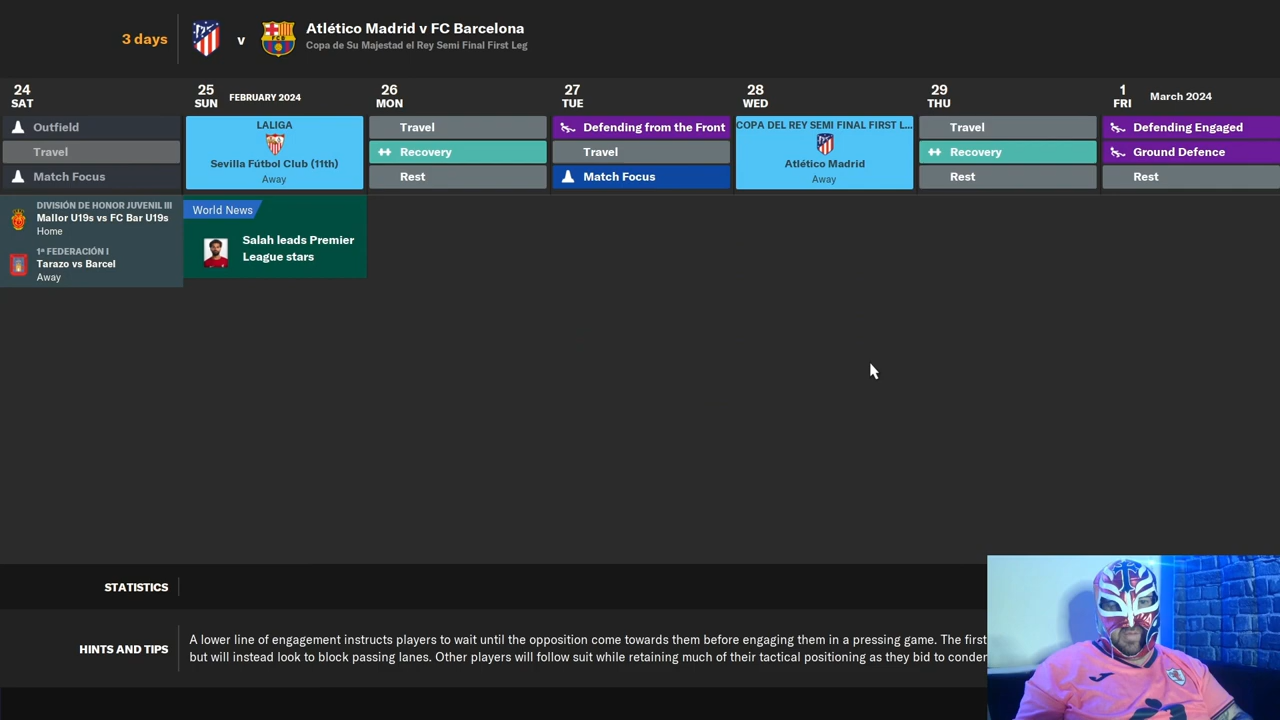 3 days
v
Atlético Madrid v FC Barcelona
Copa de Su Majestad el Rey Semi Final First Leg
24
SAT
25
SUN
FEBRUARY 2024
26
MON
27
TUE
28
WED
29
THU
1
FRI
March 2024
Outfield
Travel
Match Focus
LALIGA
Sevilla Fútbol Club (11th)
Away
Travel
Recovery
Rest
Defending from the Front
Travel
Match Focus
COPA DEL REY SEMI FINAL FIRST L...
Atlético Madrid
Away
Travel
Recovery
Rest
Defending Engaged
Ground Defence
Rest
DIVISIÓN DE HONOR JUVENIL III
Mallor U19s vs FC Bar U19s
Home
1ª FEDERACIÓN I
Tarazo vs Barcel
Away
World News
Salah leads Premier
League stars
STATISTICS
HINTS AND TIPS
A lower line of engagement instructs players to wait until the opposition come towards them before engaging them in a pressing game. The first
but will instead look to block passing lanes. Other players will follow suit while retaining much of their tactical positioning as they bid to conden